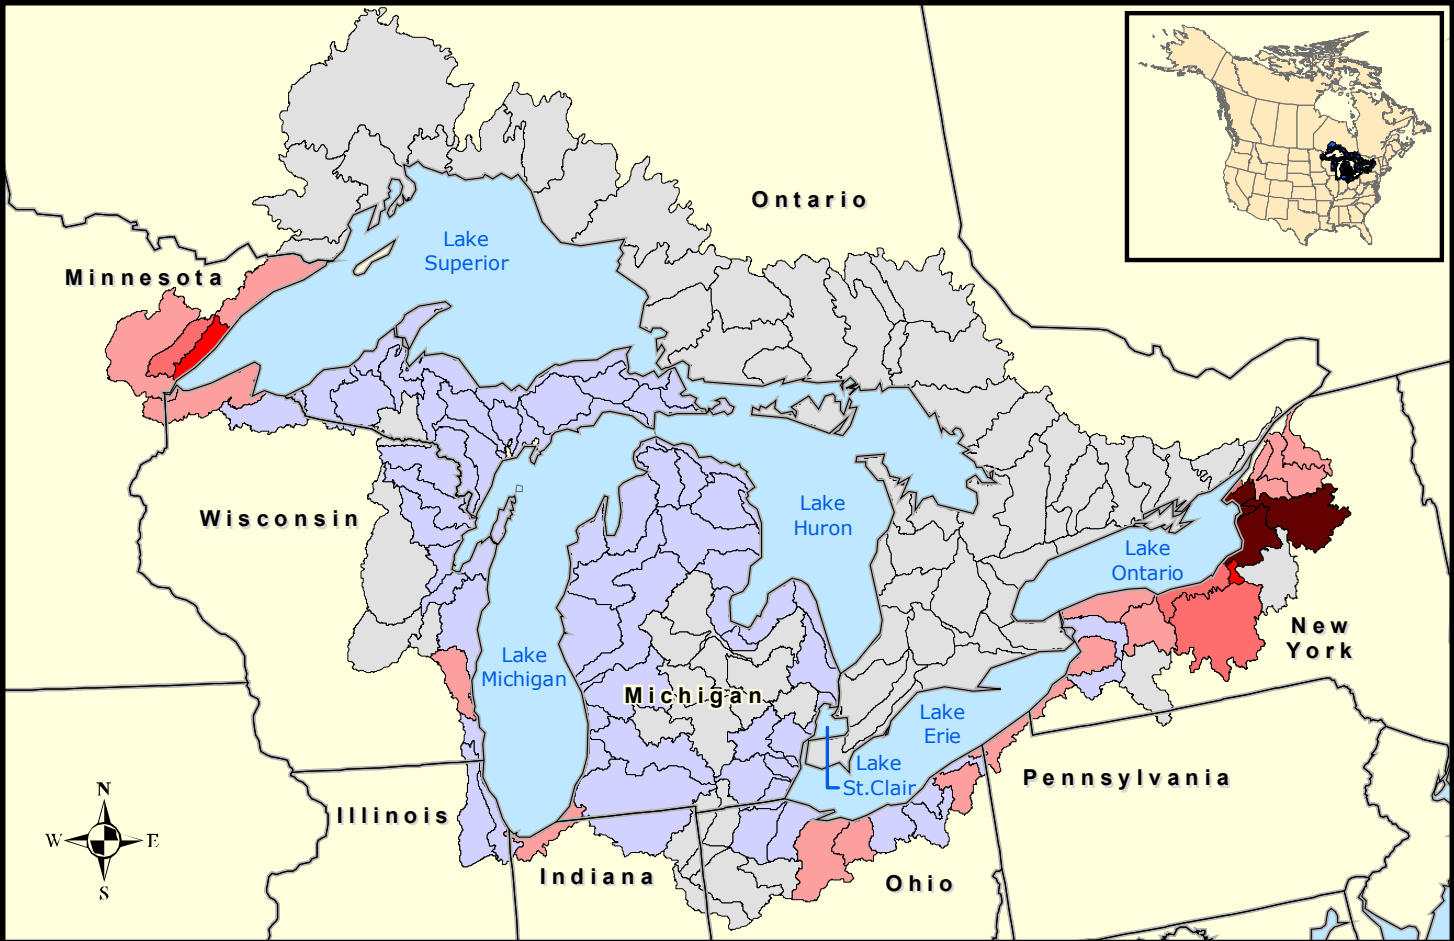 Ontario
Lake
Superior
Minnesota
Wisconsin
Lake
Huron
Lake
Ontario
New
York
Lake
Michigan
Michigan
Lake
Erie
Lake
St.Clair
Pennsylvania
Illinois
Indiana
Ohio
N
W
E
S